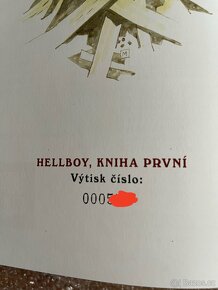 HELLBOY, KNIHA PRVNÍ
Výtisk číslo:
0005